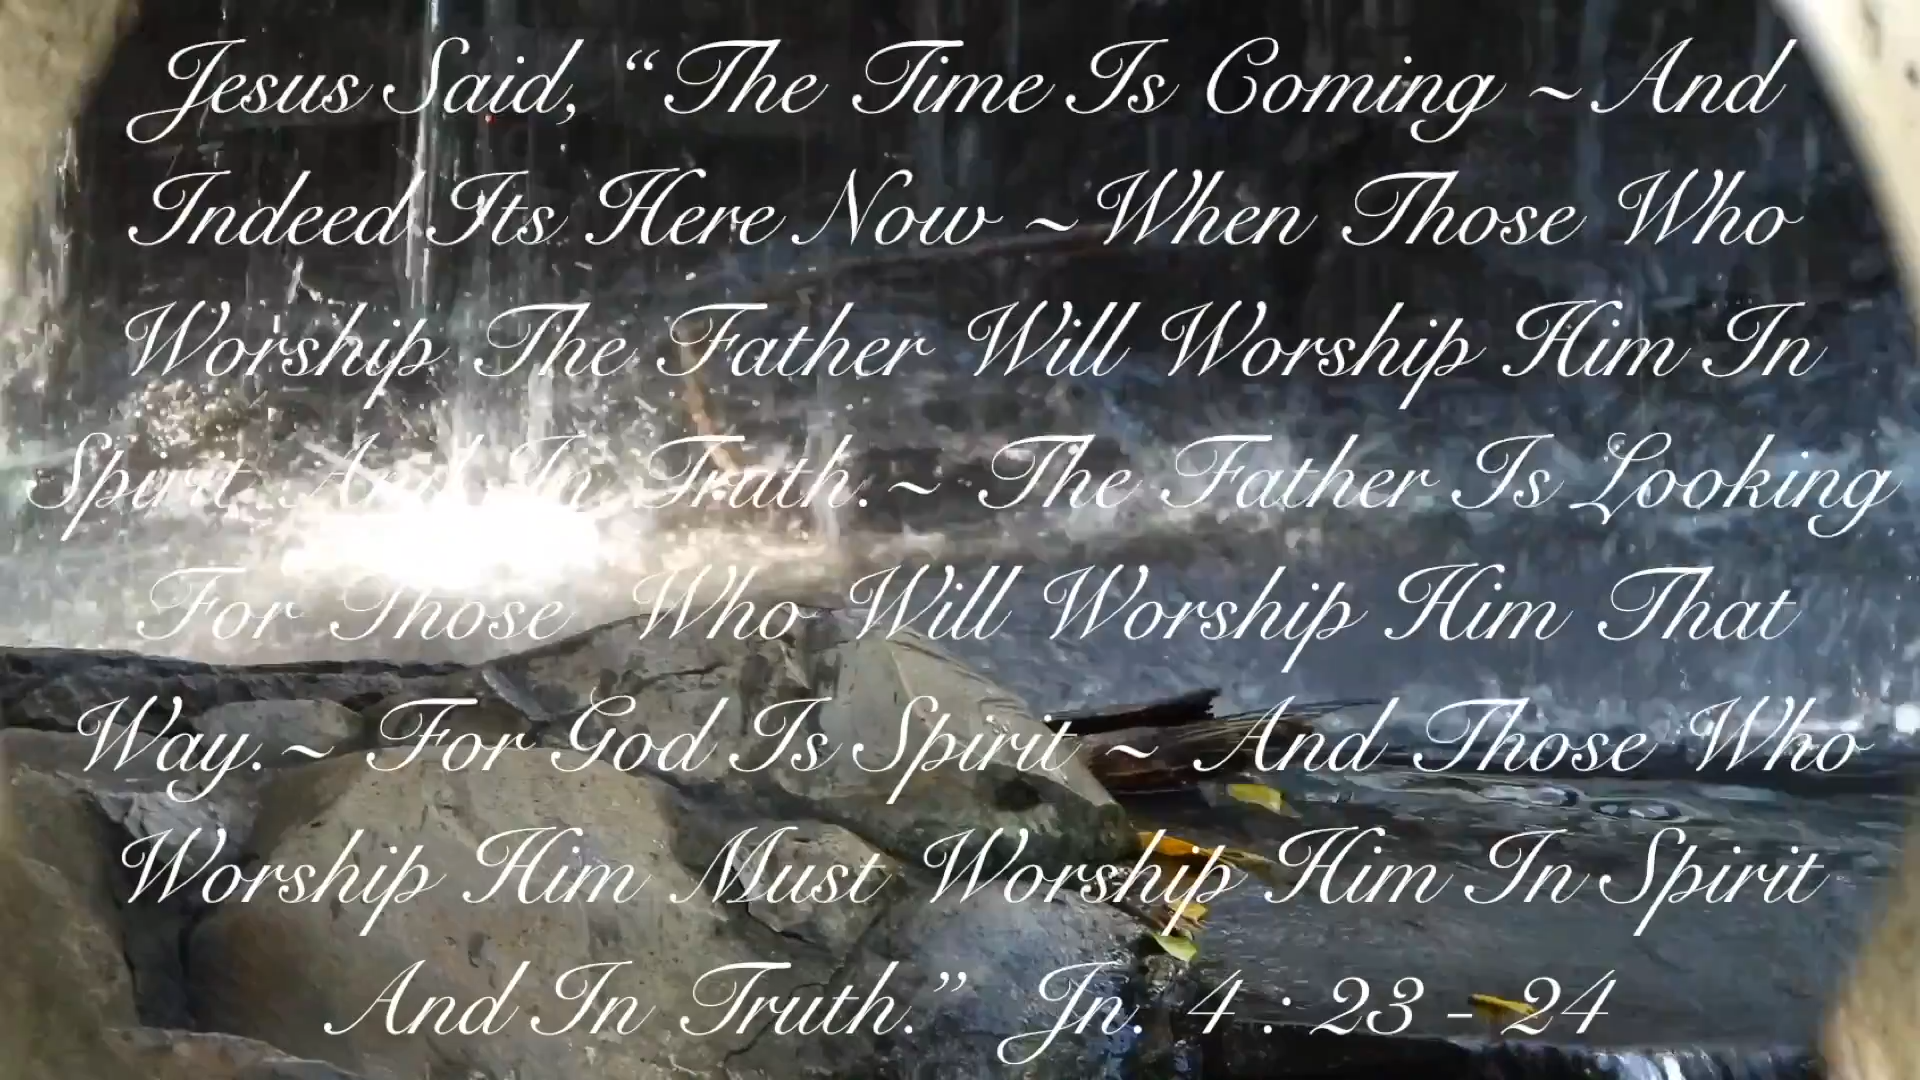 Jesus Said, “The Time Is Coming ~And
Indeed Its Here Now ~When Those Who
Worship The Father Will Worship Him In
Spirit And In Truth.~ The Father Is Looking
For Those Who Will Worship Him That
Way.~ For God Is Spirit ~ And Those Who
Worship Him Must Worship Him In Spirit
And In Truth.” Jn. 4 : 23 - 24